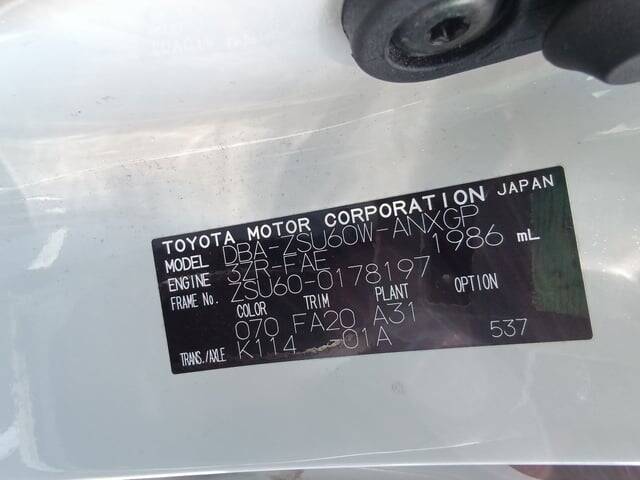 TOYOTA MOTOR CORPORATION JAPAN
MODEL DBA-ZSU60W-ANXGP
ENGINE 3ZR-FAE 1986 mL
FRAME No. ZSU60-0178197
COLOR TRIM PLANT OPTION
070 FA20 A31
TRANS./AXLE K114 -01A 537